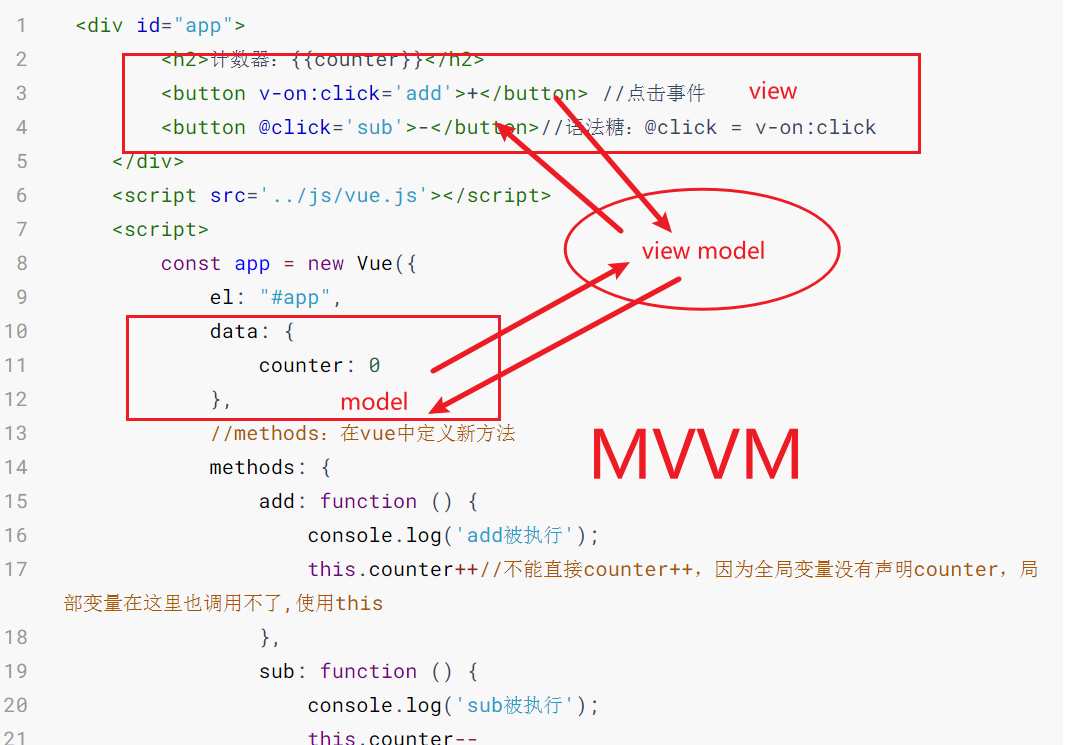 1 <div id="app">
2 <h2>计数器：{{counter}}</h2>
3 <button v-on:click='add'>+</button> //点击事件
view
4 <button @click='sub'>-</button>//语法糖：@click = v-on:click
5 </div>
6 <script src='../js/vue.js'></script>
7 <script>
view model
8 const app = new Vue({
9 el: "#app",
10 data: {
11 counter: 0
12 },
model
13 //methods：在vue中定义新方法
MVVM
14 methods: {
15 add: function () {
16 console.log('add被执行');
17 this.counter++//不能直接counter++，因为全局变量没有声明counter，局
部变量在这里也调用不了,使用this
18 },
19 sub: function () {
20 console.log('sub被执行');
21 this.counter--